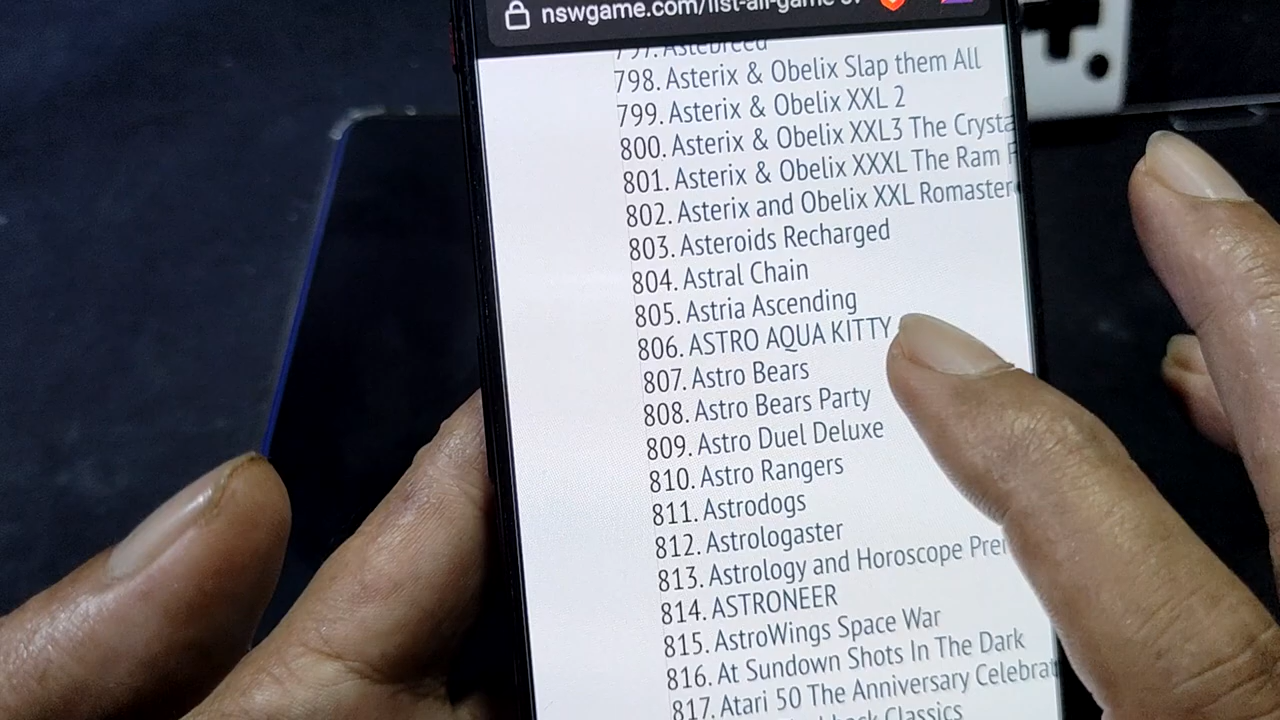 nswgame.com/list-all-game-
797. Astebreed
798. Asterix & Obelix Slap them All
799. Asterix & Obelix XXL 2
800. Asterix & Obelix XXL3 The Crysta
801. Asterix & Obelix XXXL The Ram
802. Asterix and Obelix XXL Romaster
803. Asteroids Recharged
804. Astral Chain
805. Astria Ascending
806. ASTRO AQUA KITTY
807. Astro Bears
808. Astro Bears Party
809. Astro Duel Deluxe
810. Astro Rangers
811. Astrodogs
812. Astrologaster
813. Astrology and Horoscope Pre
814. ASTRONEER
815. AstroWings Space War
816. At Sundown Shots In The Dark
817. Atari 50 The Anniversary Celebrat
Classics